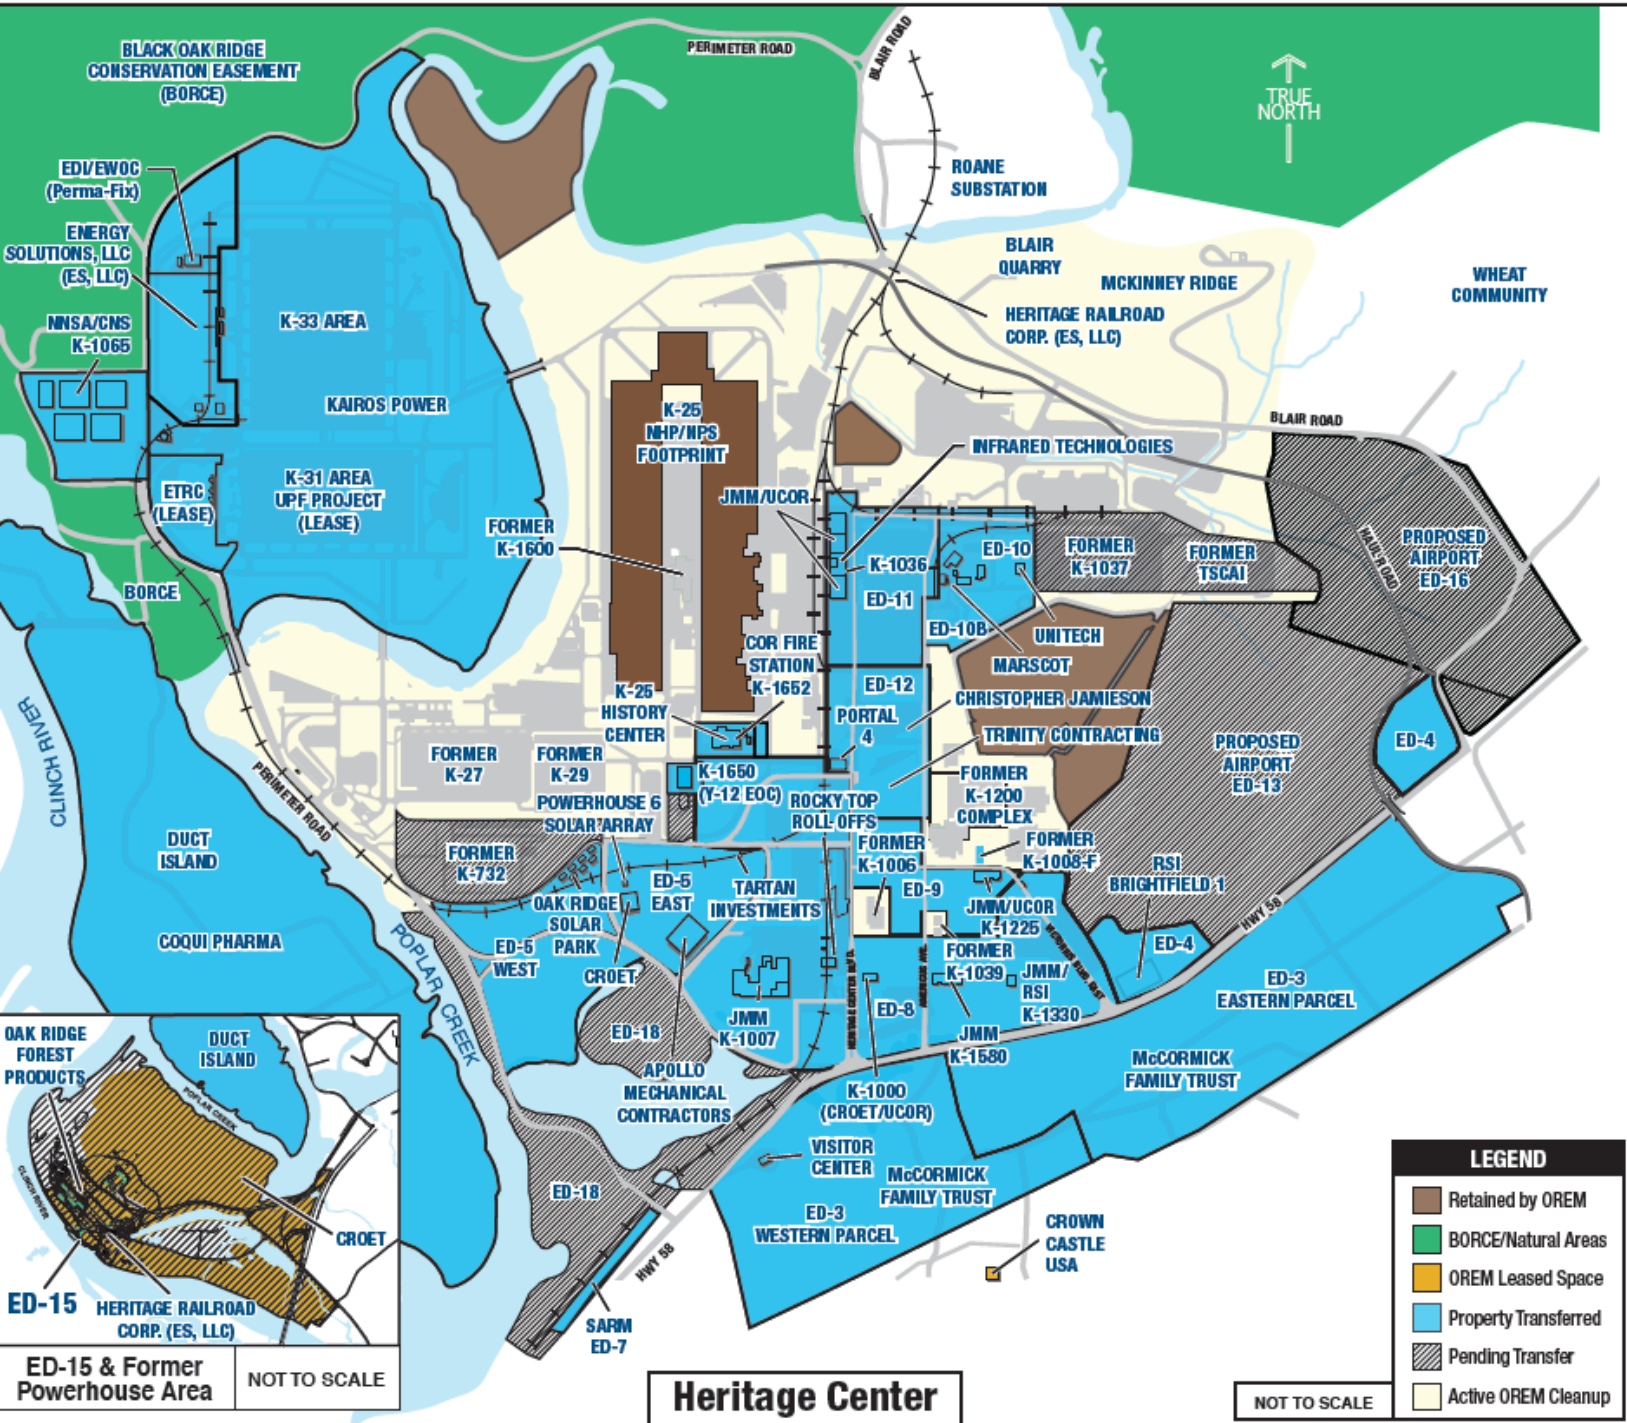 BLACK OAK RIDGE
CONSERVATION EASEMENT
(BORCE)
PERIMETER ROAD
BLAIR ROAD
TRUE
NORTH
EDI/EWOC
(Perma-Fix)
ROANE
SUBSTATION
ENERGY
SOLUTIONS, LLC
(ES, LLC)
BLAIR
QUARRY
MCKINNEY RIDGE
WHEAT
COMMUNITY
HERITAGE RAILROAD
CORP. (ES, LLC)
NNSA/CNS
K-1065
K-33 AREA
KAIROS POWER
K-25
NHP/NPS
FOOTPRINT
BLAIR ROAD
INFRARED TECHNOLOGIES
ETRC
(LEASE)
K-31 AREA
UPF PROJECT
(LEASE)
JMM/UCOR
FORMER
K-1600
K-1036
ED-10
FORMER
K-1037
FORMER
TSCAI
HAUL ROAD
PROPOSED
AIRPORT
ED-16
BORCE
ED-11
ED-10B
UNITECH
MARSCOT
COR FIRE
STATION
K-1652
K-25
HISTORY
CENTER
ED-12
CHRISTOPHER JAMIESON
PORTAL
4
TRINITY CONTRACTING
CLINCH RIVER
FORMER
K-27
FORMER
K-29
PERIMETER ROAD
K-1650
(Y-12 EOC)
FORMER
K-1200
COMPLEX
PROPOSED
AIRPORT
ED-13
ED-4
POWERHOUSE 6
SOLAR ARRAY
ROCKY TOP
ROLL OFFS
FORMER
K-1006
FORMER
K-1008-F
DUCT
ISLAND
FORMER
K-732
RSI
BRIGHTFIELD 1
ED-5
EAST
TARTAN
INVESTMENTS
ED-9
JMM/UCOR
K-1225
HWY 58
OAK RIDGE
SOLAR
PARK
COQUI PHARMA
POPLAR CREEK
ED-5
WEST
CROET
FORMER
K-1039
ED-4
HERITAGE CENTER BLVD.
JMM/
RSI
K-1330
ED-3
EASTERN PARCEL
ED-18
JMM
K-1007
ED-8
JMM
K-1580
APOLLO
MECHANICAL
CONTRACTORS
K-1000
(CROET/UCOR)
McCORMICK
FAMILY TRUST
VISITOR
CENTER
McCORMICK
FAMILY TRUST
ED-18
ED-3
WESTERN PARCEL
HWY 58
CROWN
CASTLE
USA
SARM
ED-7
OAK RIDGE
FOREST
PRODUCTS
DUCT
ISLAND
POPLAR CREEK
CLINCH RIVER
CROET
ED-15
HERITAGE RAILROAD
CORP. (ES, LLC)
ED-15 & Former
Powerhouse Area
NOT TO SCALE
Heritage Center
NOT TO SCALE
LEGEND
Retained by OREM
BORCE/Natural Areas
OREM Leased Space
Property Transferred
Pending Transfer
Active OREM Cleanup